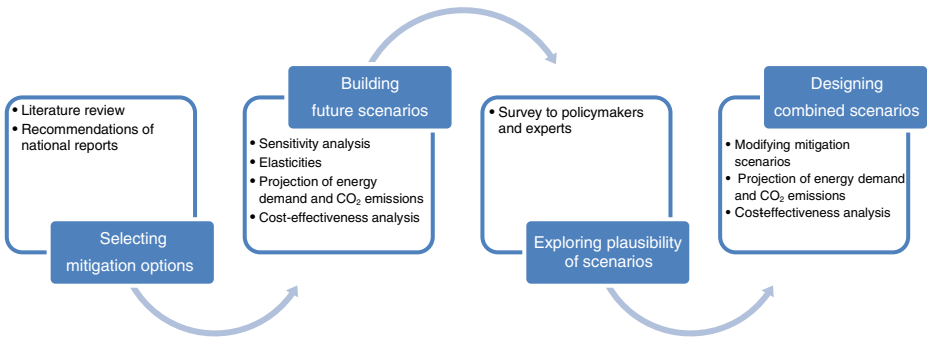 • Literature review
• Recommendations of
national reports
Selecting
mitigation options
Building
future scenarios
• Sensitivity analysis
• Elasticities
• Projection of energy
demand and CO₂ emissions
• Cost-effectiveness analysis
• Survey to policymakers
and experts
Exploring plausibility
of scenarios
Designing
combined scenarios
• Modifying mitigation
scenarios
• Projection of energy demand
and CO₂ emissions
• Cost-effectiveness analysis